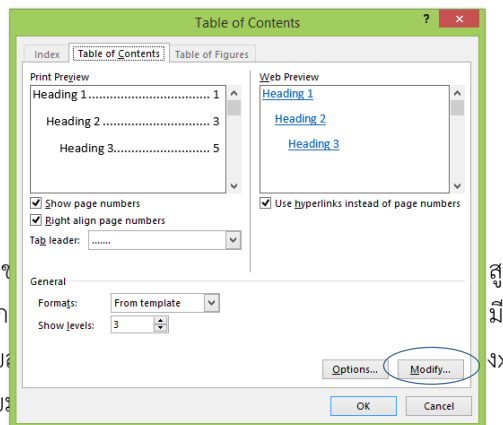 Table of Contents ?
Index Table of Contents Table of Figures
Print Preview
Heading 1 ................................ 1
Heading 2 ............................ 3
Heading 3 ......................... 5
Web Preview
Heading 1
Heading 2
Heading 3
Show page numbers
Right align page numbers
Tab leader: .......
Use hyperlinks instead of page numbers
General
Formats: From template
Show levels: 3
Options... Modify...
OK Cancel
สู
มี